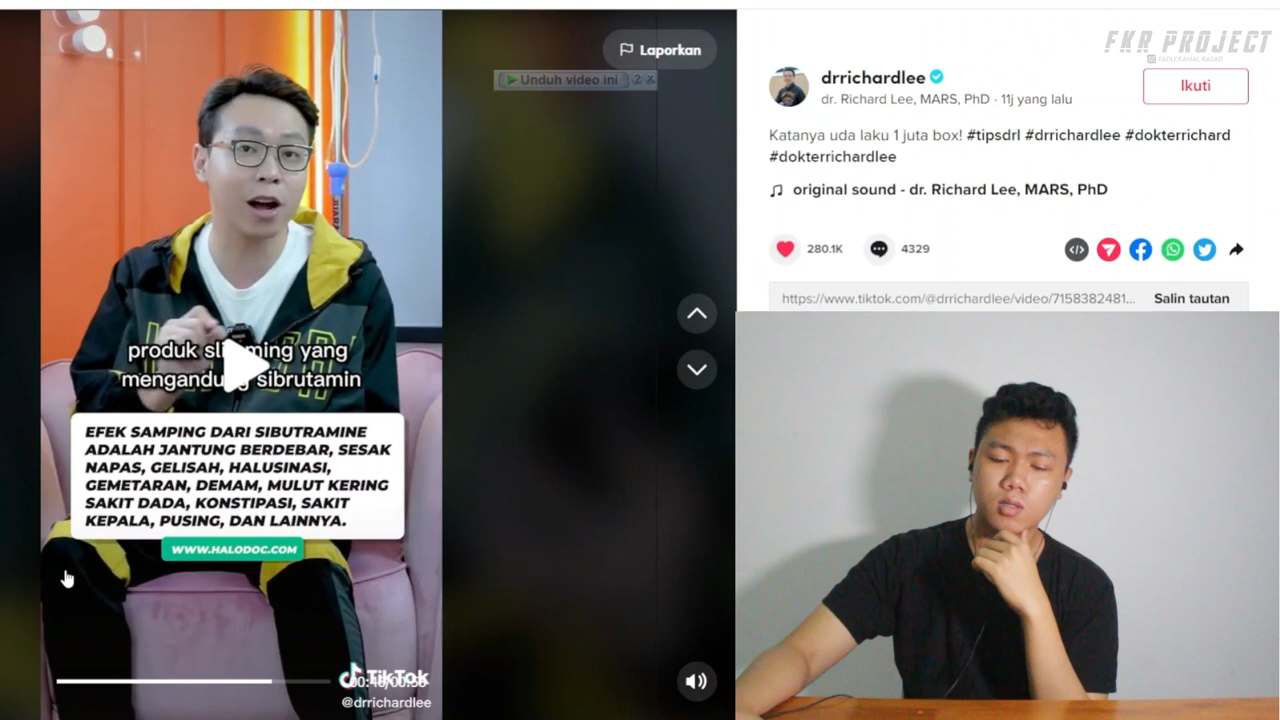 Laporkan
Unduh video ini
produk slimming yang
mengandung sibrutamin
EFEK SAMPING DARI SIBUTRAMINE
ADALAH JANTUNG BERDEBAR, SESAK
NAPAS, GELISAH, HALUSINASI,
GEMETARAN, DEMAM, MULUT KERING
SAKIT DADA, KONSTIPASI, SAKIT
KEPALA, PUSING, DAN LAINNYA.
WWW.HALODOC.COM
TikTok
@drrichardlee
FKR PROJECT
drrichardlee
dr. Richard Lee, MARS, PhD · 11j yang lalu
Ikuti
Katanya uda laku 1 juta box! #tipsdrl #drrichardlee #dokterrichard
#dokterrichardlee
original sound - dr. Richard Lee, MARS, PhD
280.1K
4329
https://www.tiktok.com/@drrichardlee/video/7158382481...
Salin tautan